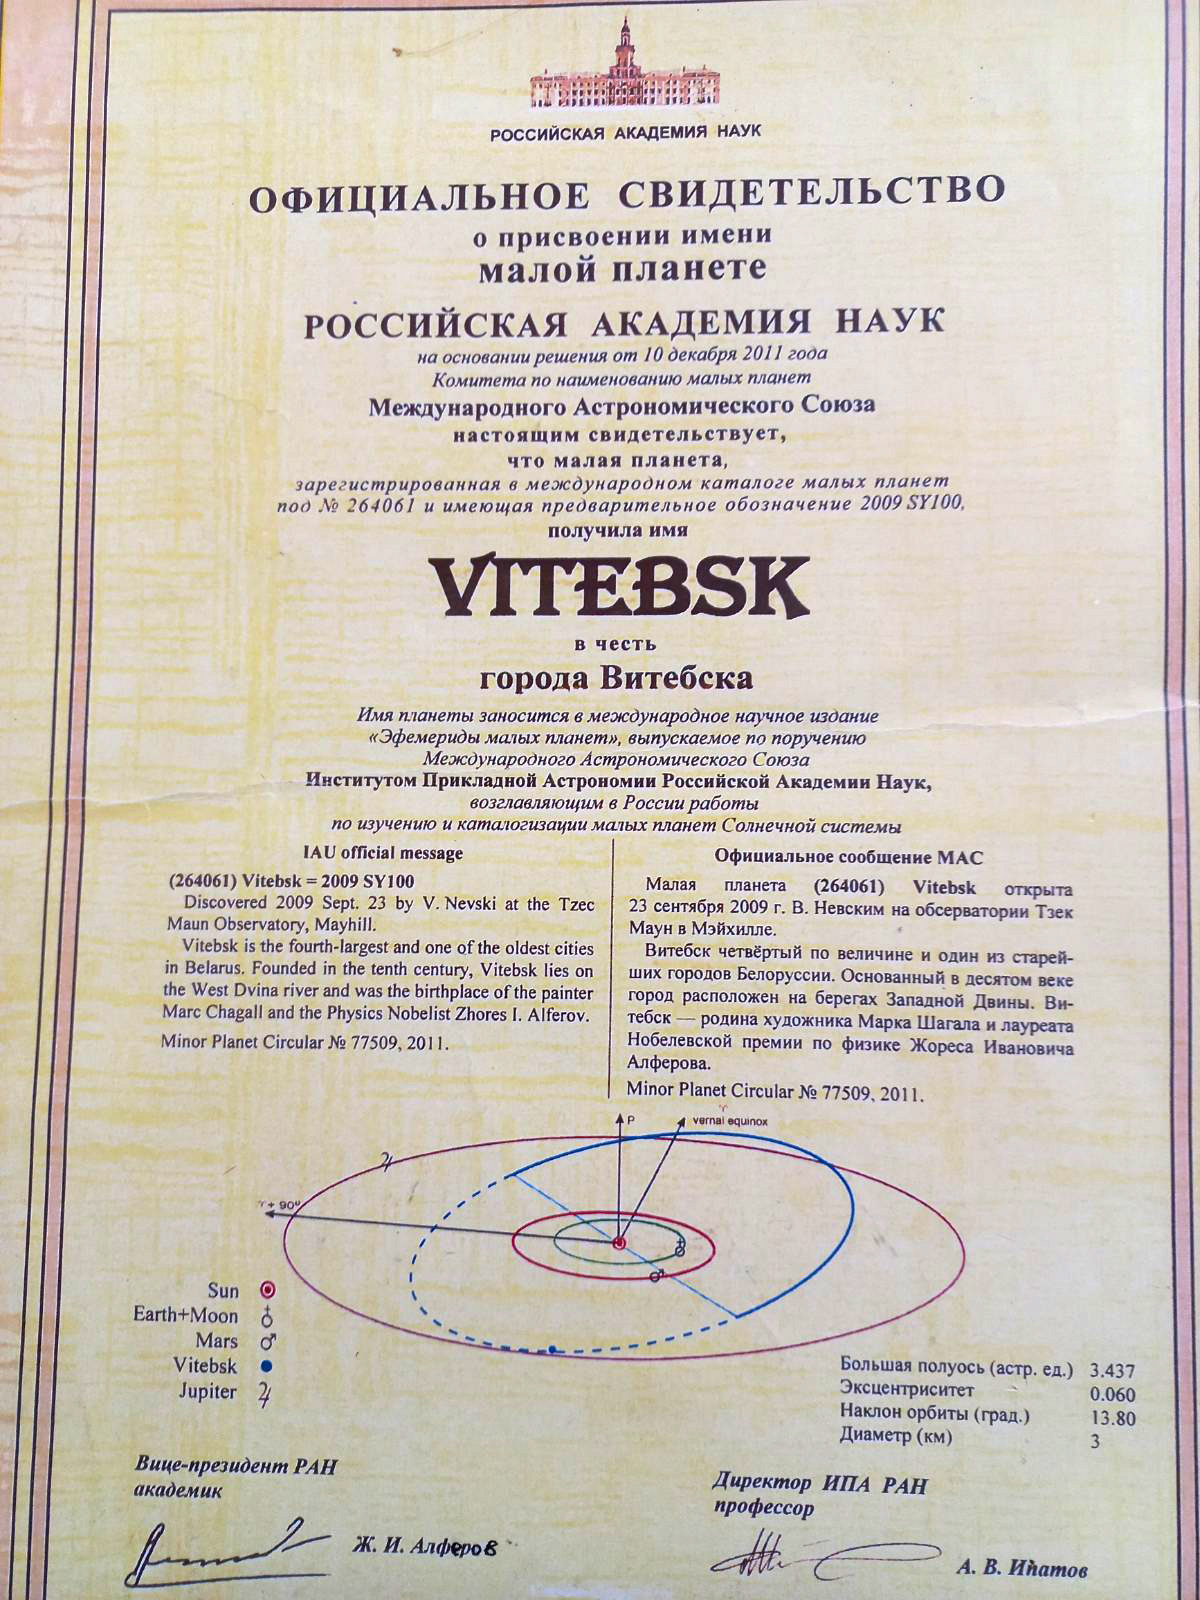 РОССИЙСКАЯ АКАДЕМИЯ НАУК
ОФИЦИАЛЬНОЕ СВИДЕТЕЛЬСТВО
о присвоении имени
малой планете
РОССИЙСКАЯ АКАДЕМИЯ НАУК
на основании решения от 10 декабря 2011 года
Комитета по наименованию малых планет
Международного Астрономического Союза
настоящим свидетельствует,
что малая планета,
зарегистрированная в международном каталоге малых планет
под № 264061 и имеющая предварительное обозначение 2009 SY100,
получила имя
VITEBSK
в честь
города Витебска
Имя планеты заносится в международное научное издание
«Эфемериды малых планет», выпускаемое по поручению
Международного Астрономического Союза
Институтом Прикладной Астрономии Российской Академии Наук,
возглавляющим в России работы
по изучению и каталогизации малых планет Солнечной системы
IAU official message
(264061) Vitebsk = 2009 SY100
Discovered 2009 Sept. 23 by V. Nevski at the Tzec
Maun Observatory, Mayhill.
Vitebsk is the fourth-largest and one of the oldest cities
in Belarus. Founded in the tenth century, Vitebsk lies on
the West Dvina river and was the birthplace of the painter
Marc Chagall and the Physics Nobelist Zhores I. Alferov.
Minor Planet Circular № 77509, 2011.
Официальное сообщение МАС
Малая планета (264061) Vitebsk открыта
23 сентября 2009 г. В. Невским на обсерватории Тзек
Маун в Мэйхилле.
Витебск четвёртый по величине и один из старей-
ших городов Белоруссии. Основанный в десятом веке
город расположен на берегах Западной Двины. Ви-
тебск — родина художника Марка Шагала и лауреата
Нобелевской премии по физике Жореса Ивановича
Алферова.
Minor Planet Circular № 77509, 2011.
P
♈
vernal equinox
♃
♈ + 90°
♁
♂
Sun
Earth+Moon ♁
Mars ♂
Vitebsk
Jupiter ♃
Большая полуось (астр. ед.) 3.437
Эксцентриситет 0.060
Наклон орбиты (град.) 13.80
Диаметр (км) 3
Вице-президент РАН
академик
Ж. И. Алферов
Директор ИПА РАН
профессор
А. В. Ипатов